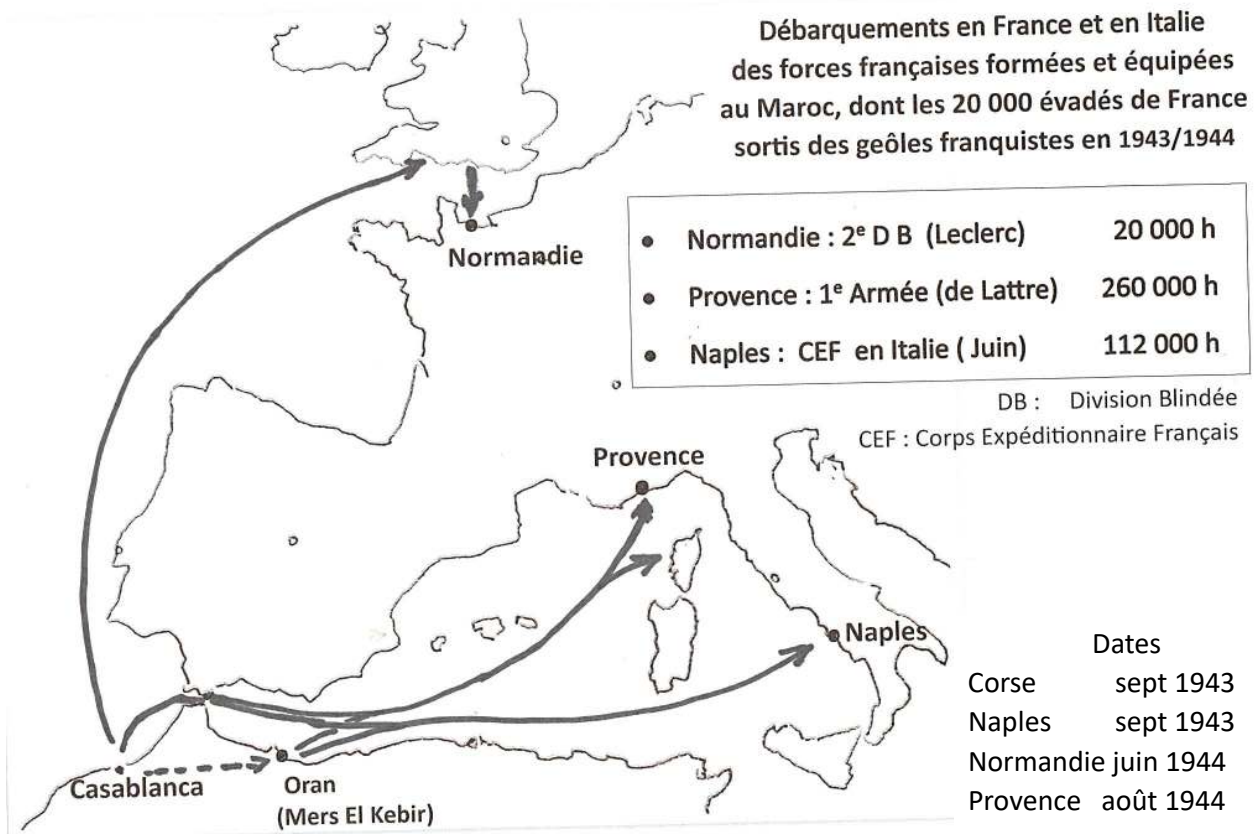 Débarquements en France et en Italie
des forces françaises formées et équipées
au Maroc, dont les 20 000 évadés de France
sortis des geôles franquistes en 1943/1944
• Normandie : 2e D B (Leclerc) 20 000 h
• Provence : 1e Armée (de Lattre) 260 000 h
• Naples : CEF en Italie ( Juin) 112 000 h
DB : Division Blindée
CEF : Corps Expéditionnaire Français
Normandie
Provence
Naples
Casablanca
Oran
(Mers El Kebir)
Dates
Corse sept 1943
Naples sept 1943
Normandie juin 1944
Provence août 1944